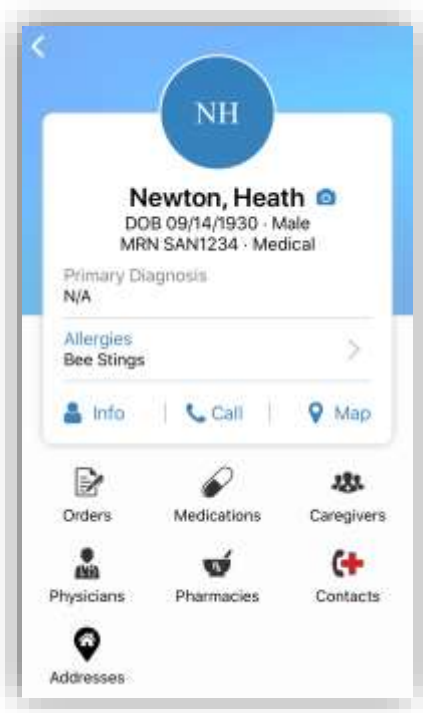 NH
Newton, Heath
DOB 09/14/1930 · Male
MRN SAN1234 · Medical
Primary Diagnosis
N/A
Allergies
Bee Stings
Info Call Map
Orders Medications Caregivers
Physicians Pharmacies Contacts
Addresses